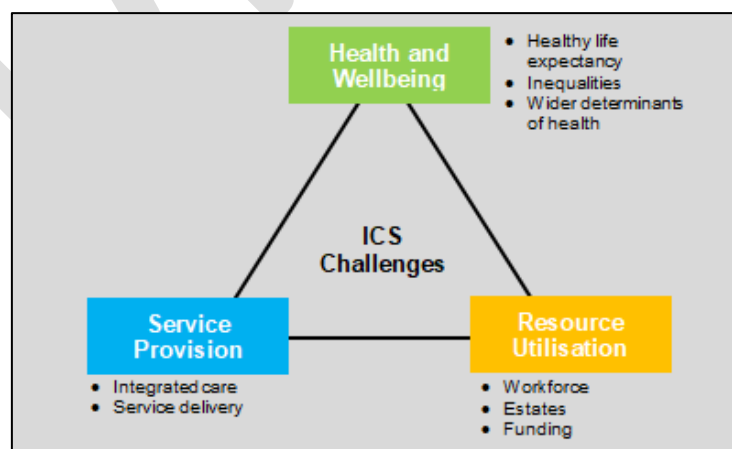 Health and
Wellbeing
• Healthy life
expectancy
• Inequalities
• Wider determinants
of health
ICS
Challenges
Service
Provision
• Integrated care
• Service delivery
Resource
Utilisation
• Workforce
• Estates
• Funding